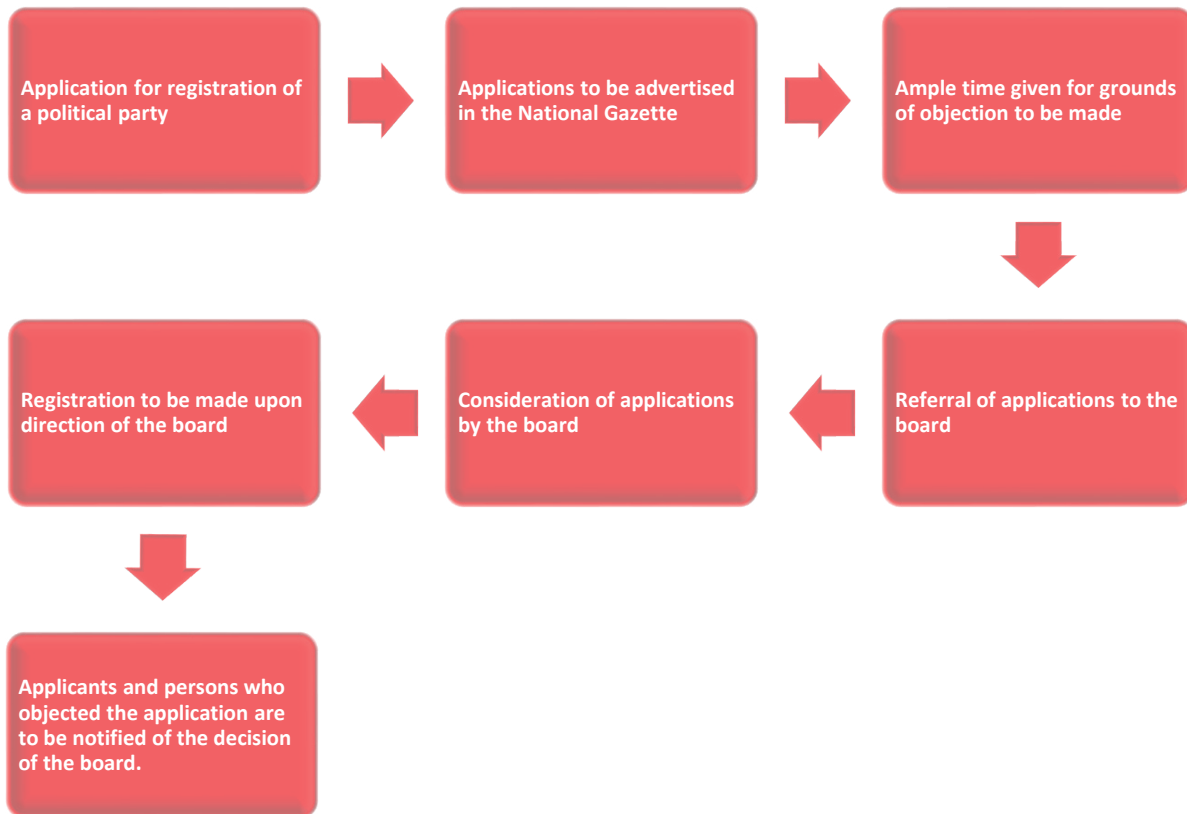 Application for registration of
a political party
Applications to be advertised
in the National Gazette
Ample time given for grounds
of objection to be made
Referral of applications to the
board
Consideration of applications
by the board
Registration to be made upon
direction of the board
Applicants and persons who
objected the application are
to be notified of the decision
of the board.